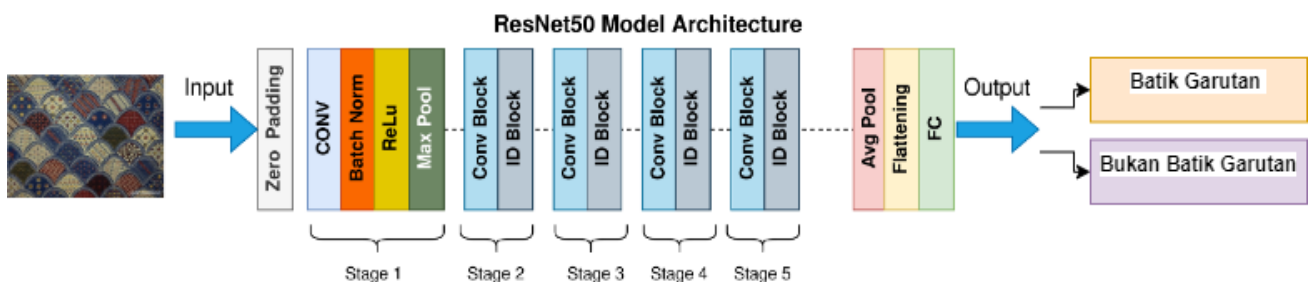 ResNet50 Model Architecture
Input
Zero Padding
CONV
Batch Norm
ReLu
Max Pool
Conv Block
ID Block
Conv Block
ID Block
Conv Block
ID Block
Conv Block
ID Block
Avg Pool
Flattening
FC
Output
Batik Garutan
Bukan Batik Garutan
Stage 1
Stage 2
Stage 3
Stage 4
Stage 5